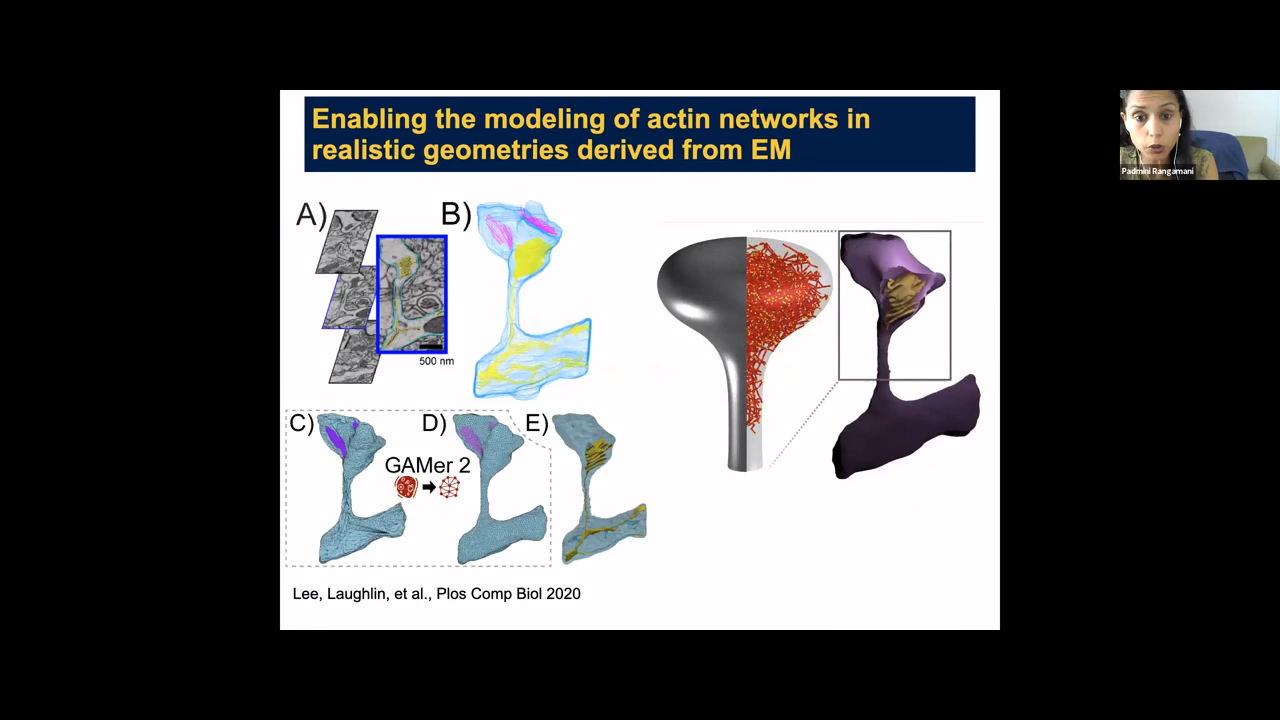 Enabling the modeling of actin networks in
realistic geometries derived from EM
A)
B)
500 nm
C)
D)
E)
GAMer 2
Lee, Laughlin, et al., Plos Comp Biol 2020
Padmini Rangamani